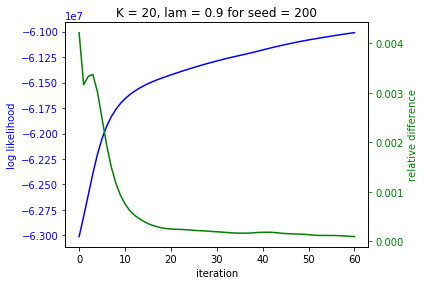 K = 20, lam = 0.9 for seed = 200
1e7
−6.100
−6.125
−6.150
−6.175
−6.200
−6.225
−6.250
−6.275
−6.300
log likelihood
0.004
0.003
0.002
0.001
0.000
relative difference
0 10 20 30 40 50 60
iteration